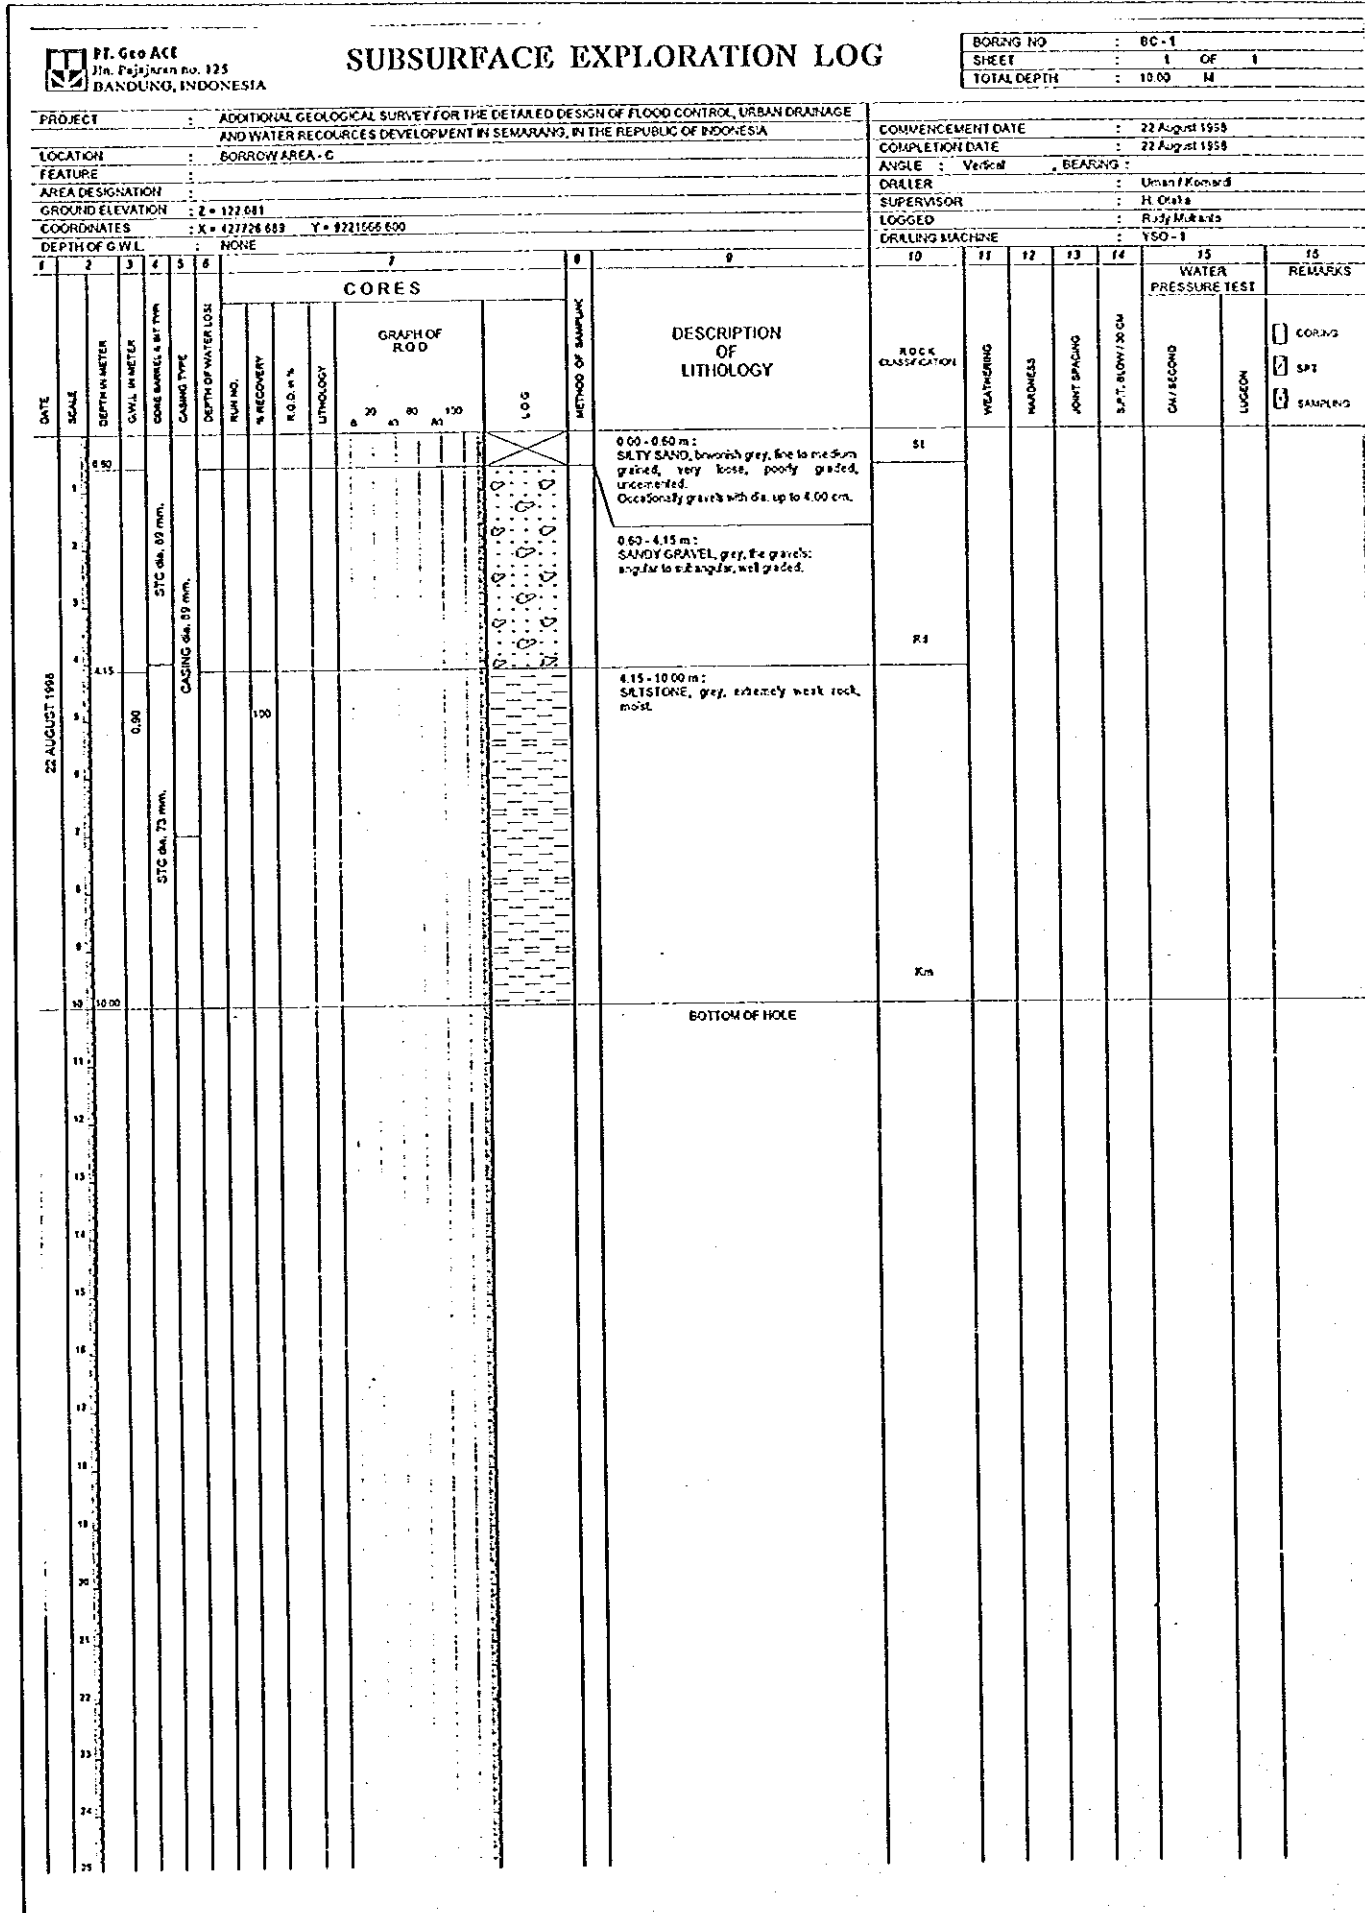 PT. Geo ACE
Jln. Pajajaran no. 125
BANDUNG, INDONESIA
SUBSURFACE EXPLORATION LOG
BORING NO : BC - 1
SHEET : 1 OF 1
TOTAL DEPTH : 10.00 M
PROJECT : ADDITIONAL GEOLOGICAL SURVEY FOR THE DETAILED DESIGN OF FLOOD CONTROL, URBAN DRAINAGE
AND WATER RECOURCES DEVELOPMENT IN SEMARANG, IN THE REPUBLIC OF INDONESIA
LOCATION : BORROW AREA - C
FEATURE :
AREA DESIGNATION :
GROUND ELEVATION : Z = 122.081
COORDINATES : X = 427726.683 Y = 9221566.600
DEPTH OF G.W.L. : NONE
COMMENCEMENT DATE : 22 August 1998
COMPLETION DATE : 22 August 1998
ANGLE : Vertical , BEARING :
DRILLER : Uman / Komardi
SUPERVISOR : H. Otaka
LOGGED : Rudy Mukanto
DRILLING MACHINE : YSO - 1
1 2 3 4 5 6 7 8 9 10 11 12 13 14 15 16
DATE
SCALE
DEPTH IN METER
G.W.L. IN METER
CORE BARREL & BIT TYPE
CASING TYPE
DEPTH OF WATER LOSS
CORES
RUN NO.
% RECOVERY
R.Q.D. in %
LITHOLOGY
GRAPH OF
R Q D
0 20 40 60 80 100
LOG
METHOD OF SAMPLING
DESCRIPTION
OF
LITHOLOGY
ROCK
CLASSIFICATION
WEATHERING
HARDNESS
JOINT SPACING
S.P.T. BLOW / 30 CM
WATER
PRESSURE TEST
CM / SECOND
LUGEON
REMARKS
CORING
SPT
SAMPLING
0.60
4.15
10.00
22 AUGUST 1998
0.90
STC dia. 89 mm.
STC dia. 73 mm.
CASING dia. 89 mm.
100
0.00 - 0.60 m :
SILTY SAND, brownish grey, fine to medium
grained, very loose, poorly graded,
uncemented.
Occationally gravels with dia. up to 4.00 cm.
0.60 - 4.15 m :
SANDY GRAVEL, grey, the gravels:
angular to subangular, well graded.
4.15 - 10.00 m :
SILTSTONE, grey, extremely weak rock,
moist.
BOTTOM OF HOLE
Km
1
2
3
4
5
6
7
8
9
10
11
12
13
14
15
16
17
18
19
20
21
22
23
24
25